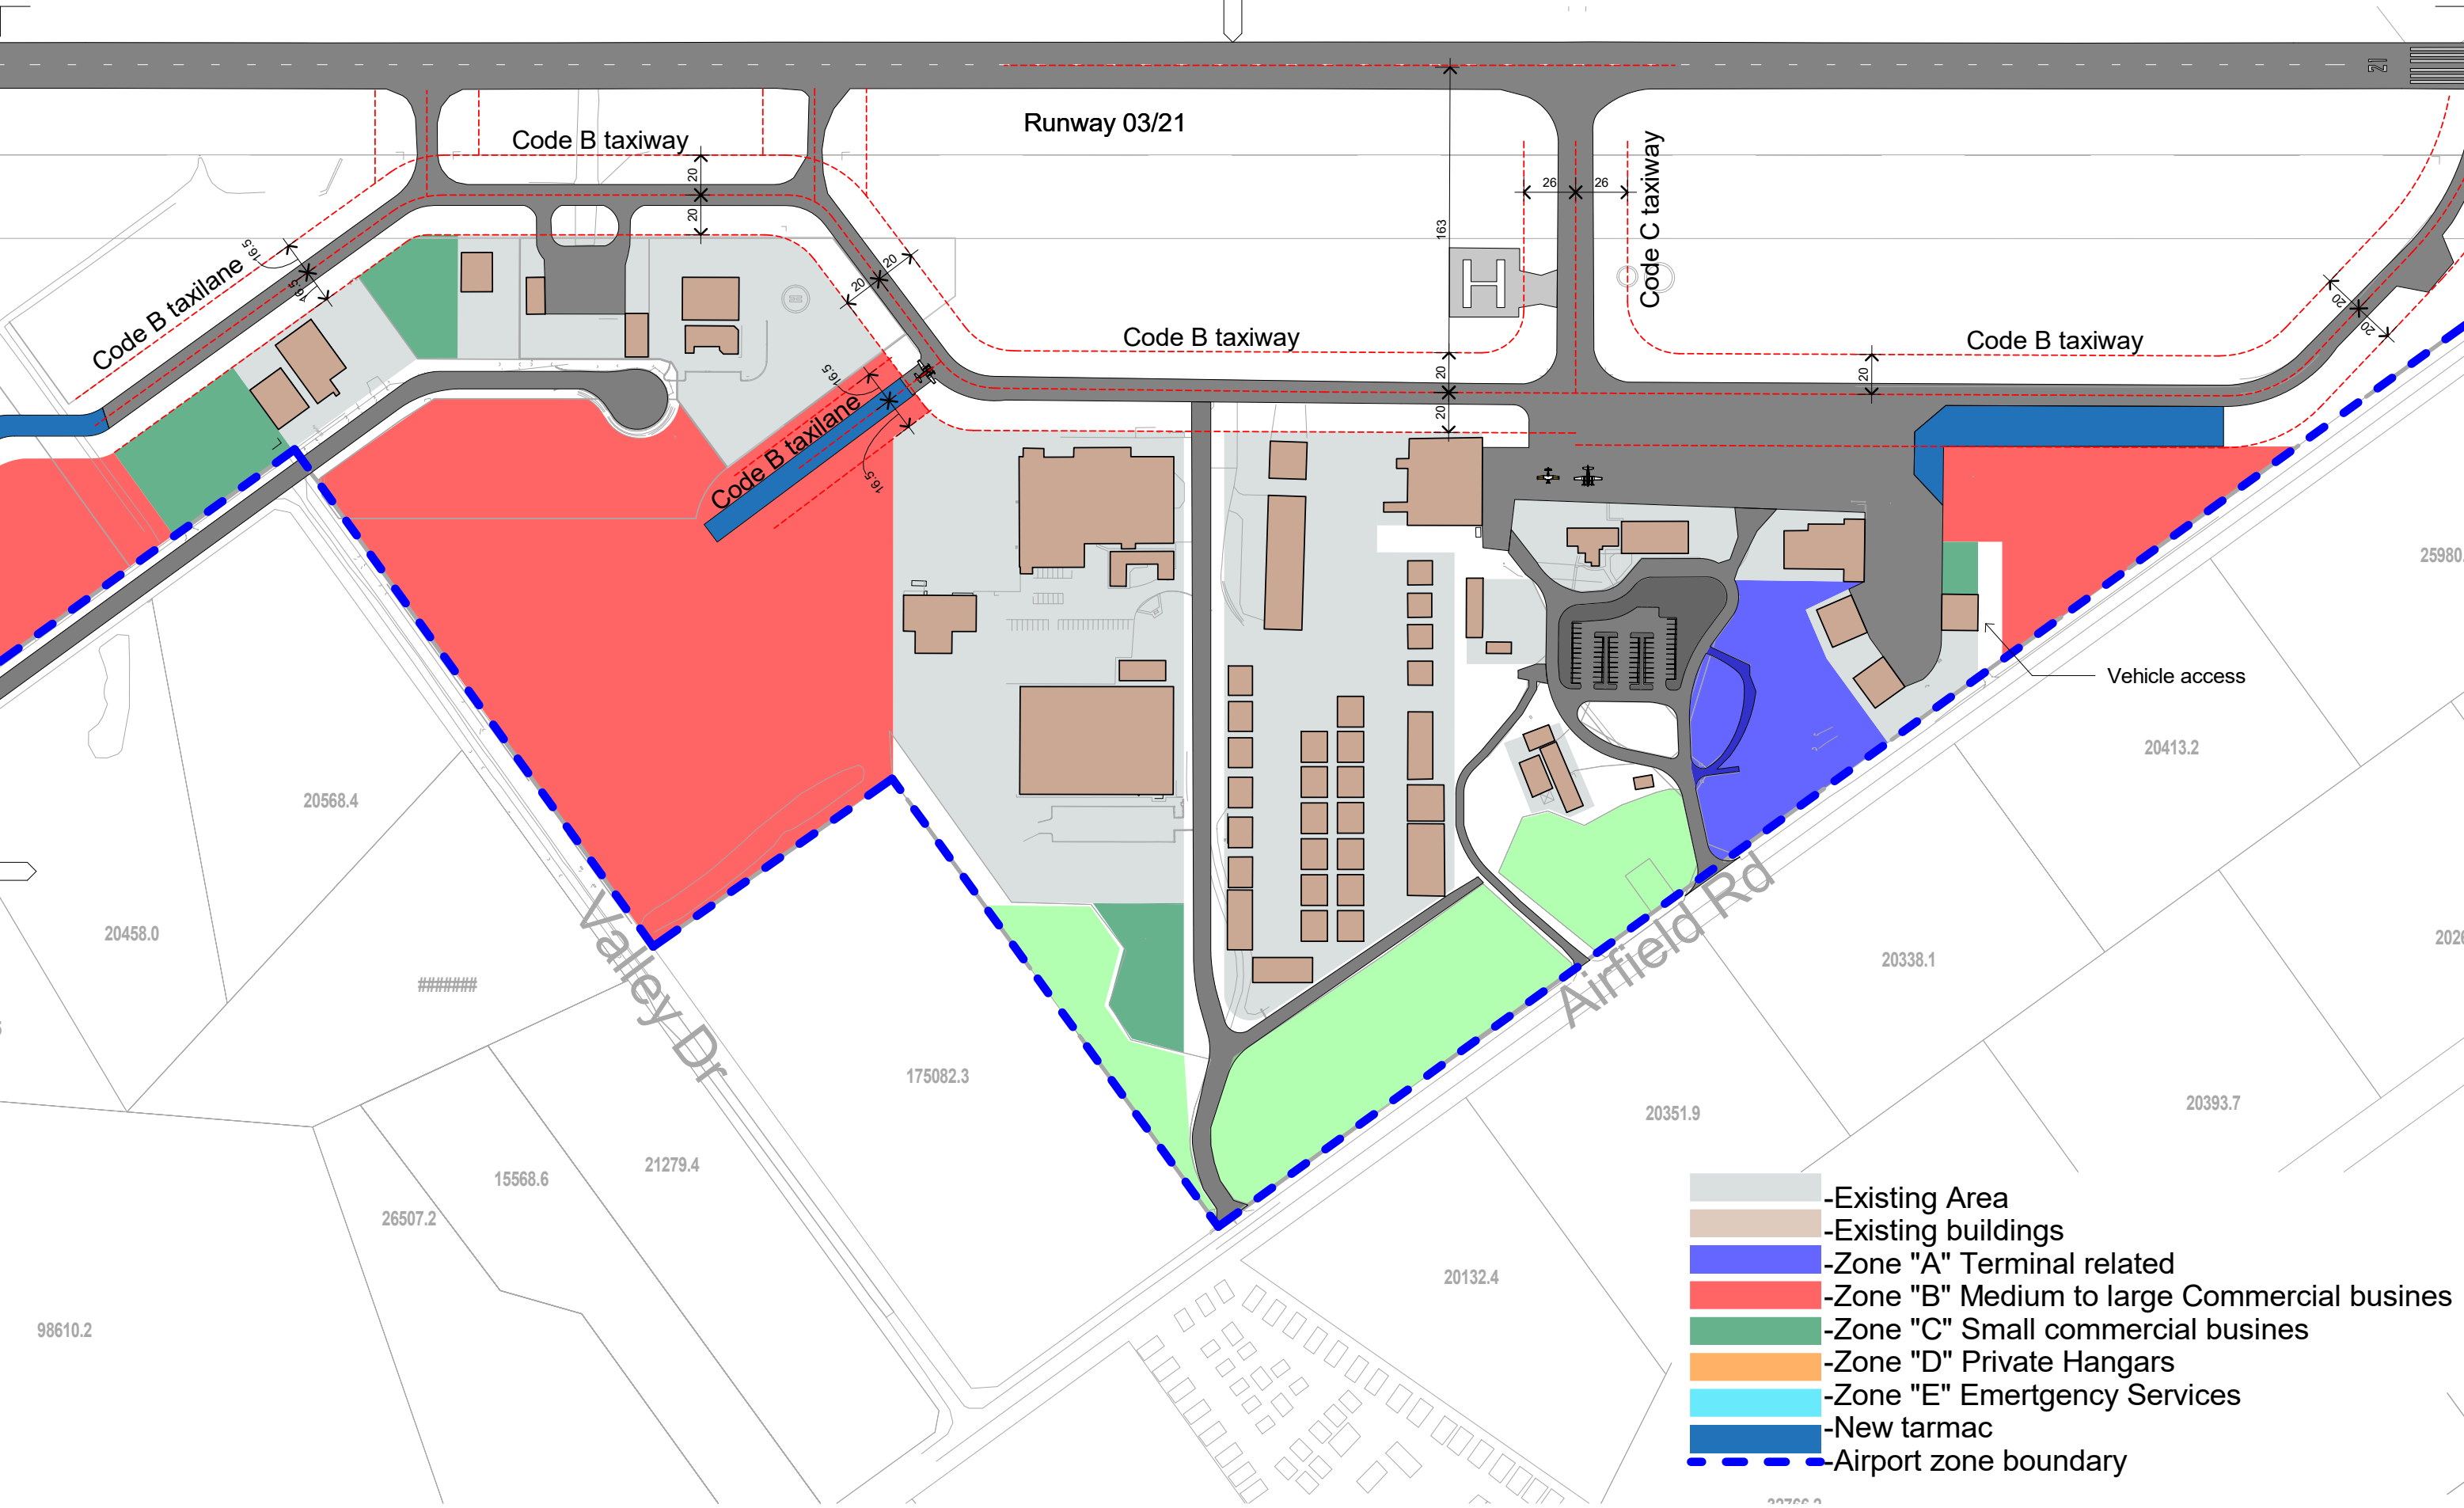 21
Runway 03/21
Code B taxiway
20
20
26
26
Code C taxiway
163
H
16.5
16.5
Code B taxilane
20
20
Code B taxiway
Code B taxiway
20
20
20
20
20
16.5
Code B taxilane
16.5
25980.
Vehicle access
20413.2
20568.4
20458.0
#######
Valley Dr
Airfield Rd
20338.1
2026
175082.3
20351.9
20393.7
15568.6
21279.4
26507.2
20132.4
98610.2
-Existing Area
-Existing buildings
-Zone "A" Terminal related
-Zone "B" Medium to large Commercial busines
-Zone "C" Small commercial busines
-Zone "D" Private Hangars
-Zone "E" Emertgency Services
-New tarmac
-Airport zone boundary